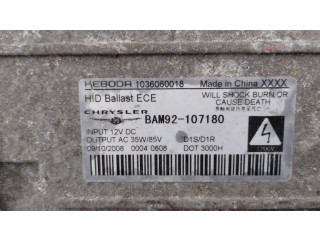 KEBODA 1036060018 Made in China XXXX
HID Ballast ECE WILL SHOCK BURN OR
CAUSE DEATH
CHRYSLER
BAM92-107180
INPUT 12V DC
OUTPUT AC 35W/85V D1S/D1R
09/10/2008 0004 0608 DOT 3000H